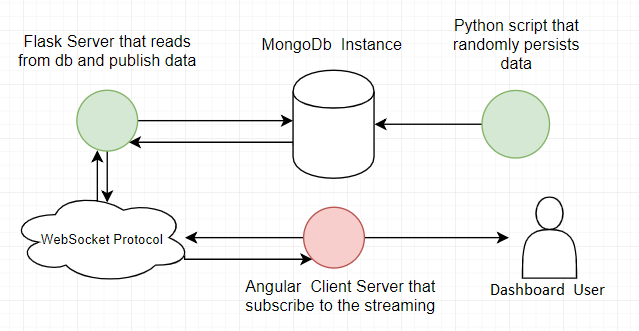 Flask Server that reads
from db and publish data
MongoDb Instance
Python script that
randomly persists
data
WebSocket Protocol
Angular Client Server that
subscribe to the streaming
Dashboard User